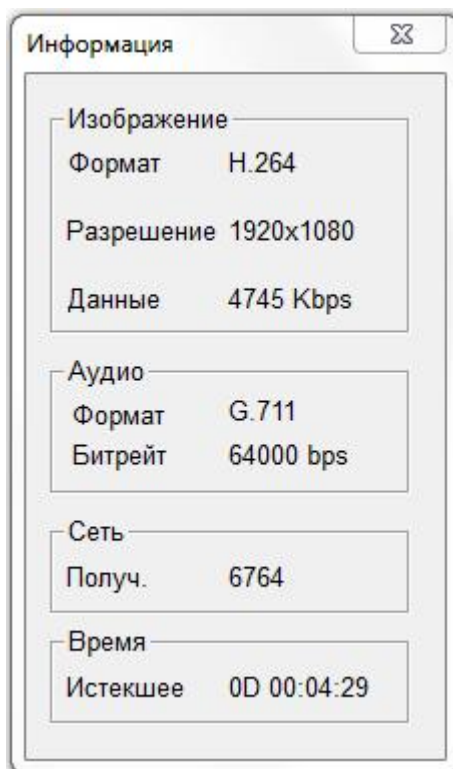 Информация
Изображение
Формат H.264
Разрешение 1920x1080
Данные 4745 Kbps
Аудио
Формат G.711
Битрейт 64000 bps
Сеть
Получ. 6764
Время
Истекшее 0D 00:04:29